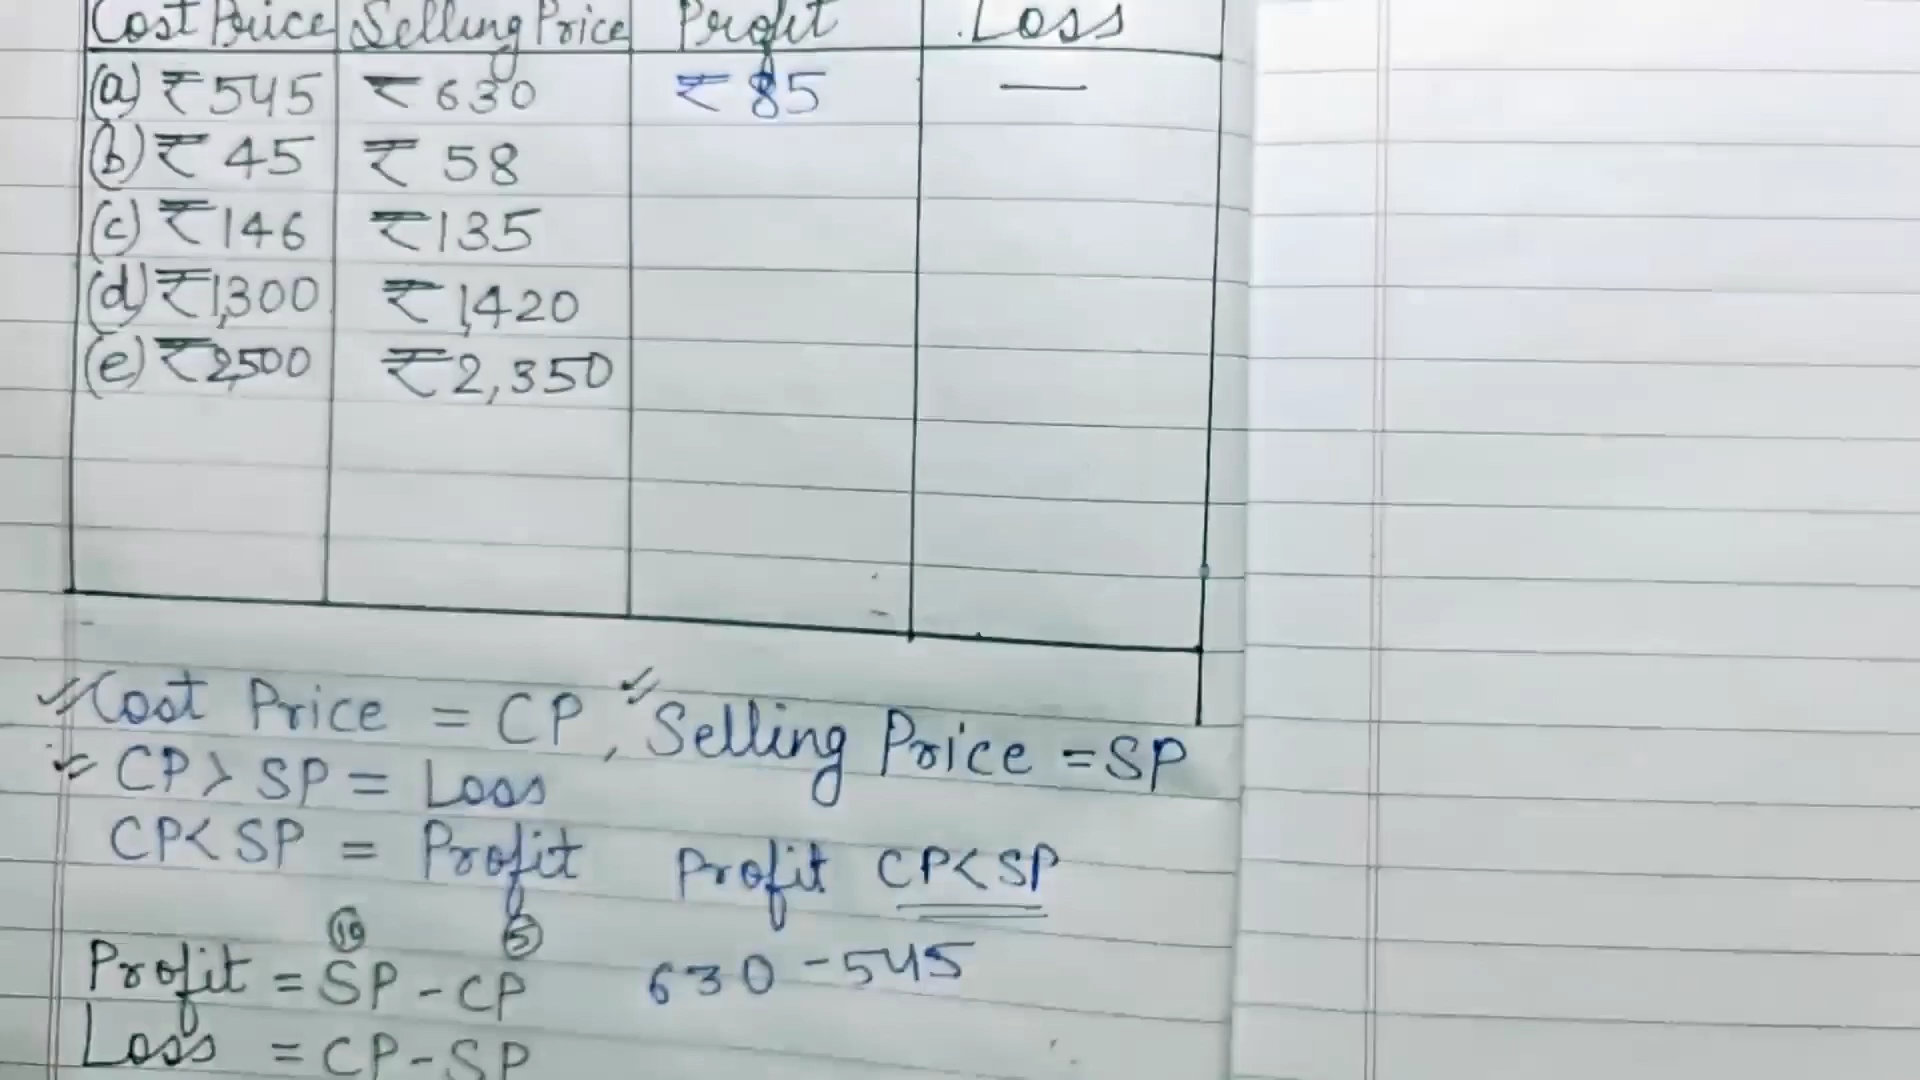 Cost Price Selling Price Profit Loss
(a) ₹545 ₹630 ₹85 —
(b) ₹45 ₹58
(c) ₹146 ₹135
(d) ₹1,300 ₹1,420
(e) ₹2,500 ₹2,350
Cost Price = CP, Selling Price = SP
CP > SP = Loss
CP < SP = Profit Profit CP < SP
10 5
Profit = SP - CP 630 - 545
Loss = CP - SP